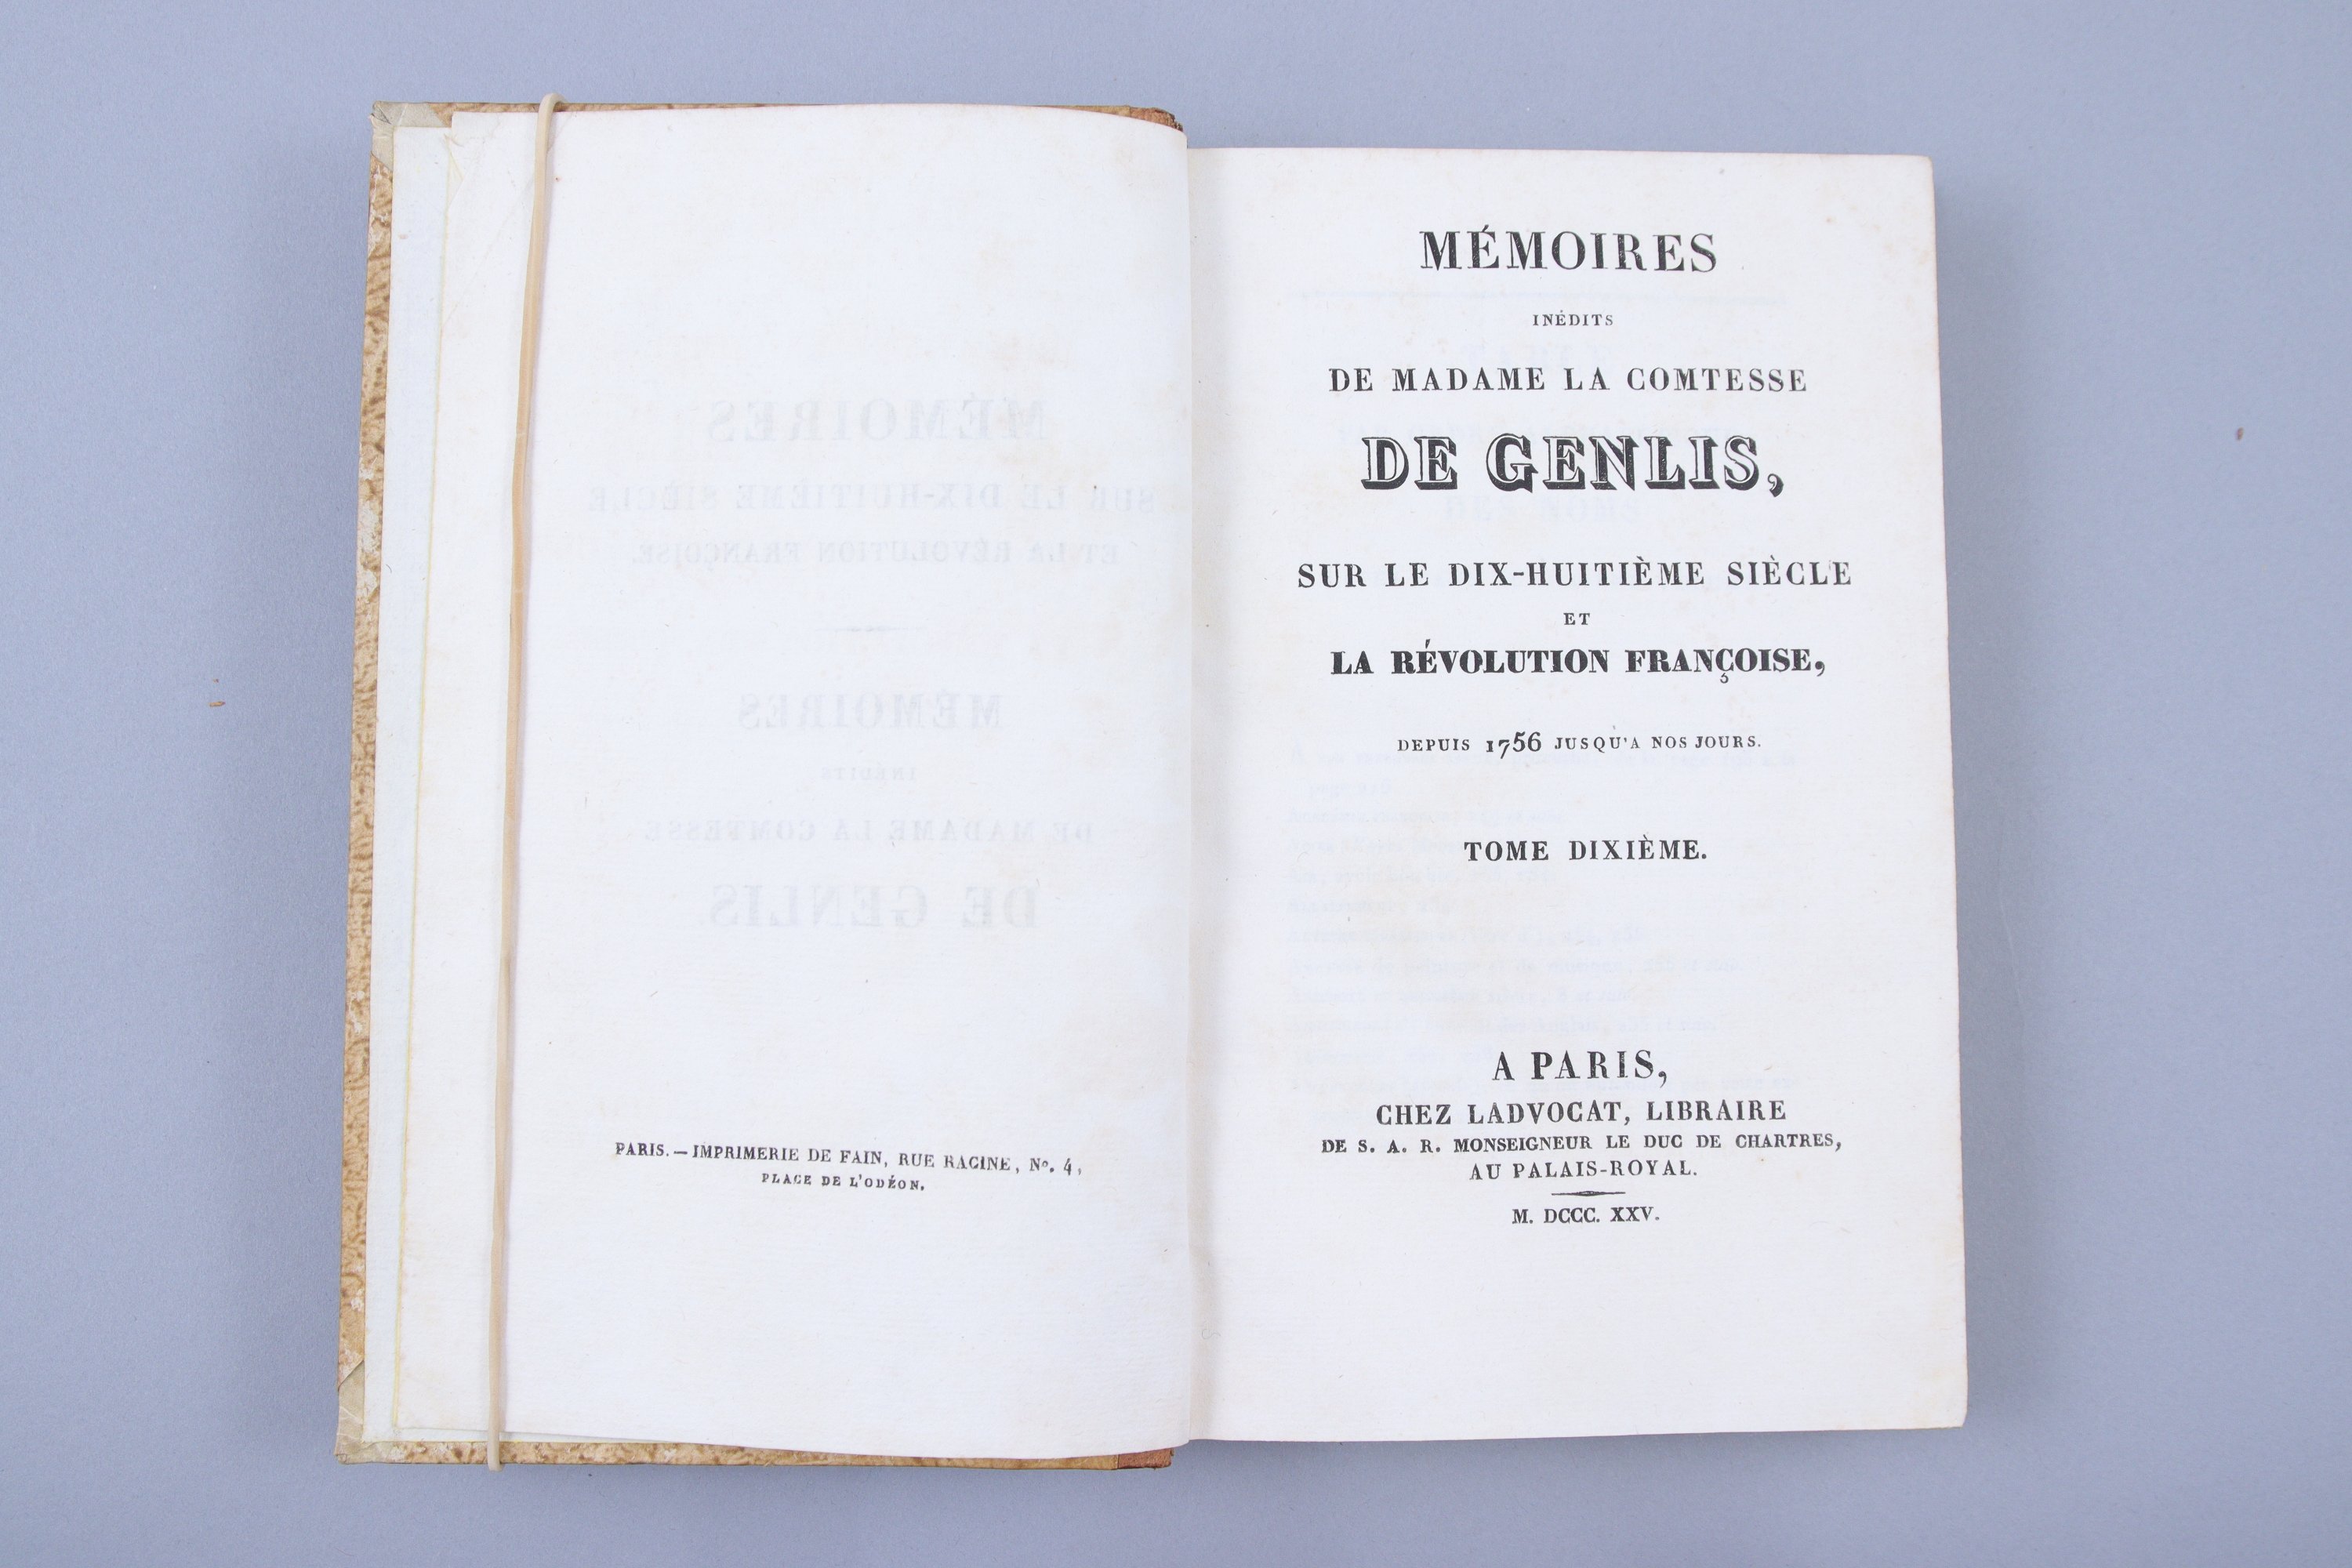 PARIS. — IMPRIMERIE DE FAIN, RUE RACINE, Nº. 4,
PLACE DE L'ODÉON.
MÉMOIRES
INÉDITS
DE MADAME LA COMTESSE
DE GENLIS,
SUR LE DIX-HUITIÈME SIÈCLE
ET
LA RÉVOLUTION FRANÇOISE,
DEPUIS 1756 JUSQU'A NOS JOURS.
TOME DIXIÈME.
A PARIS,
CHEZ LADVOCAT, LIBRAIRE
DE S. A. R. MONSEIGNEUR LE DUC DE CHARTRES,
AU PALAIS-ROYAL.
M. DCCC. XXV.